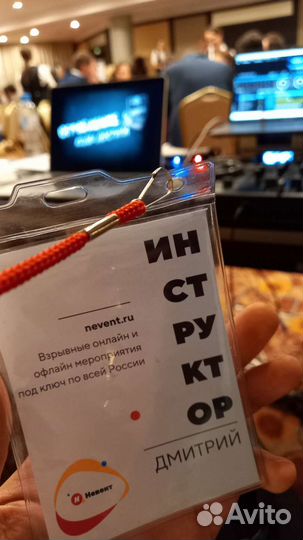 ИН
СТ
РУ
КТ
ОР
ДМИТРИЙ
nevent.ru
Взрывные онлайн и
офлайн мероприятия
под ключ по всей России
Невент
Avito